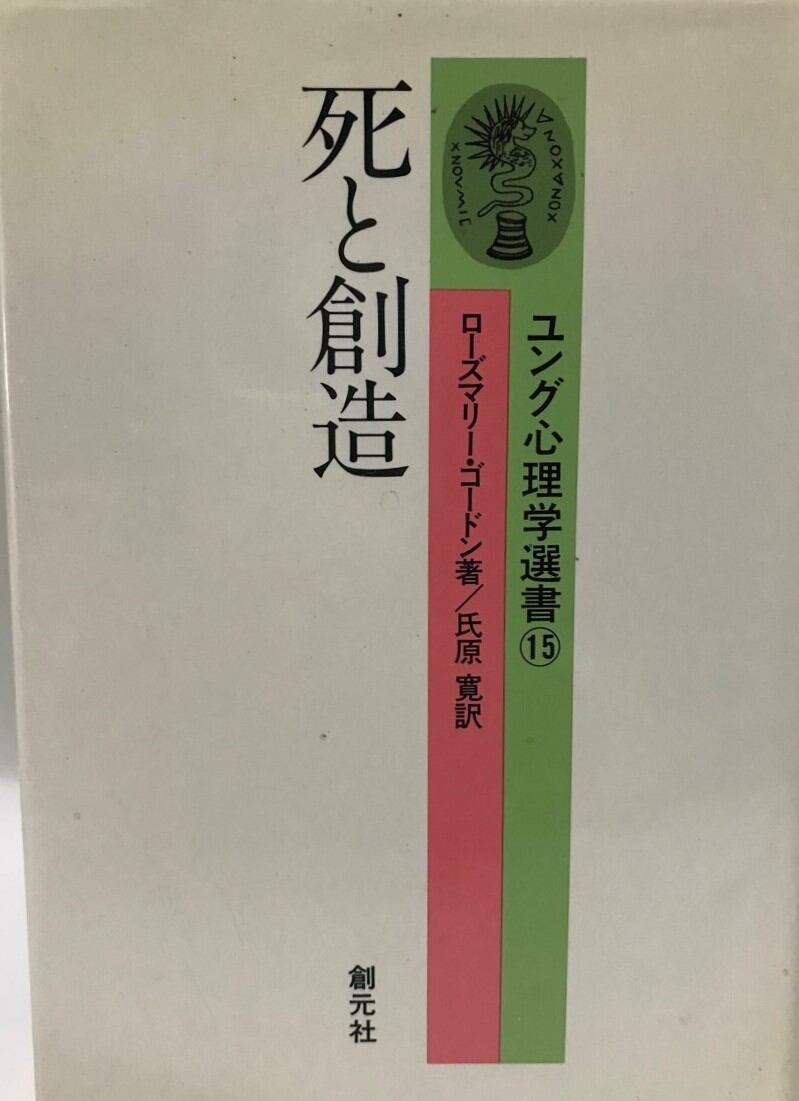 ユング心理学選書⑮
ローズマリー・ゴードン著／氏原 寛訳
死と創造
創元社